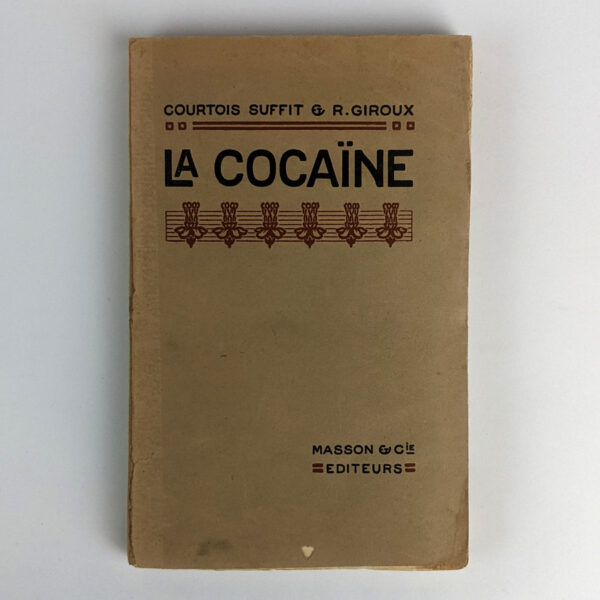 COURTOIS SUFFIT & R. GIROUX
LA COCAÏNE
MASSON & CIE
EDITEURS